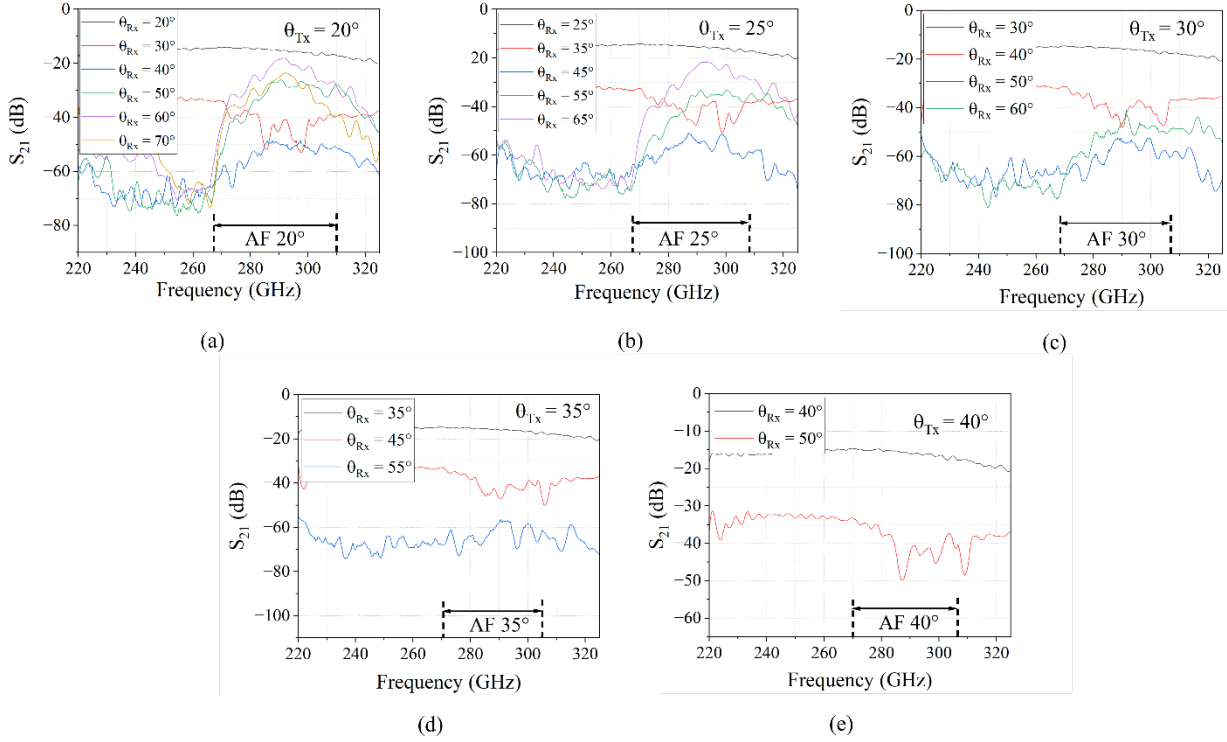 θRx − 20°
θRx = 30°
θRx = 40°
θRx = 50°
θRx = 60°
θRx = 70°
θTx = 20°
S21 (dB)
0
−20
−40
−60
−80
AF 20°
220 240 260 280 300 320
Frequency (GHz)
(a)
θRx = 25°
θRx = 35°
θRx = 45°
θRx = 55°
θRx = 65°
θTx = 25°
S21 (dB)
0
−20
−40
−60
−80
−100
AF 25°
220 240 260 280 300 320
Frequency (GHz)
(b)
θRx = 30°
θRx = 40°
θRx = 50°
θRx = 60°
θTx = 30°
S21 (dB)
0
−20
−40
−60
−80
−100
AF 30°
220 240 260 280 300 320
Frequency (GHz)
(c)
θRx = 35°
θRx = 45°
θRx = 55°
θTx = 35°
S21 (dB)
0
−20
−40
−60
−80
−100
AF 35°
220 240 260 280 300 320
Frequency (GHz)
(d)
θRx = 40°
θRx = 50°
θTx = 40°
S21 (dB)
0
−5
−10
−15
−20
−30
−40
−50
−60
AF 40°
220 240 260 280 300 320
Frequency (GHz)
(e)